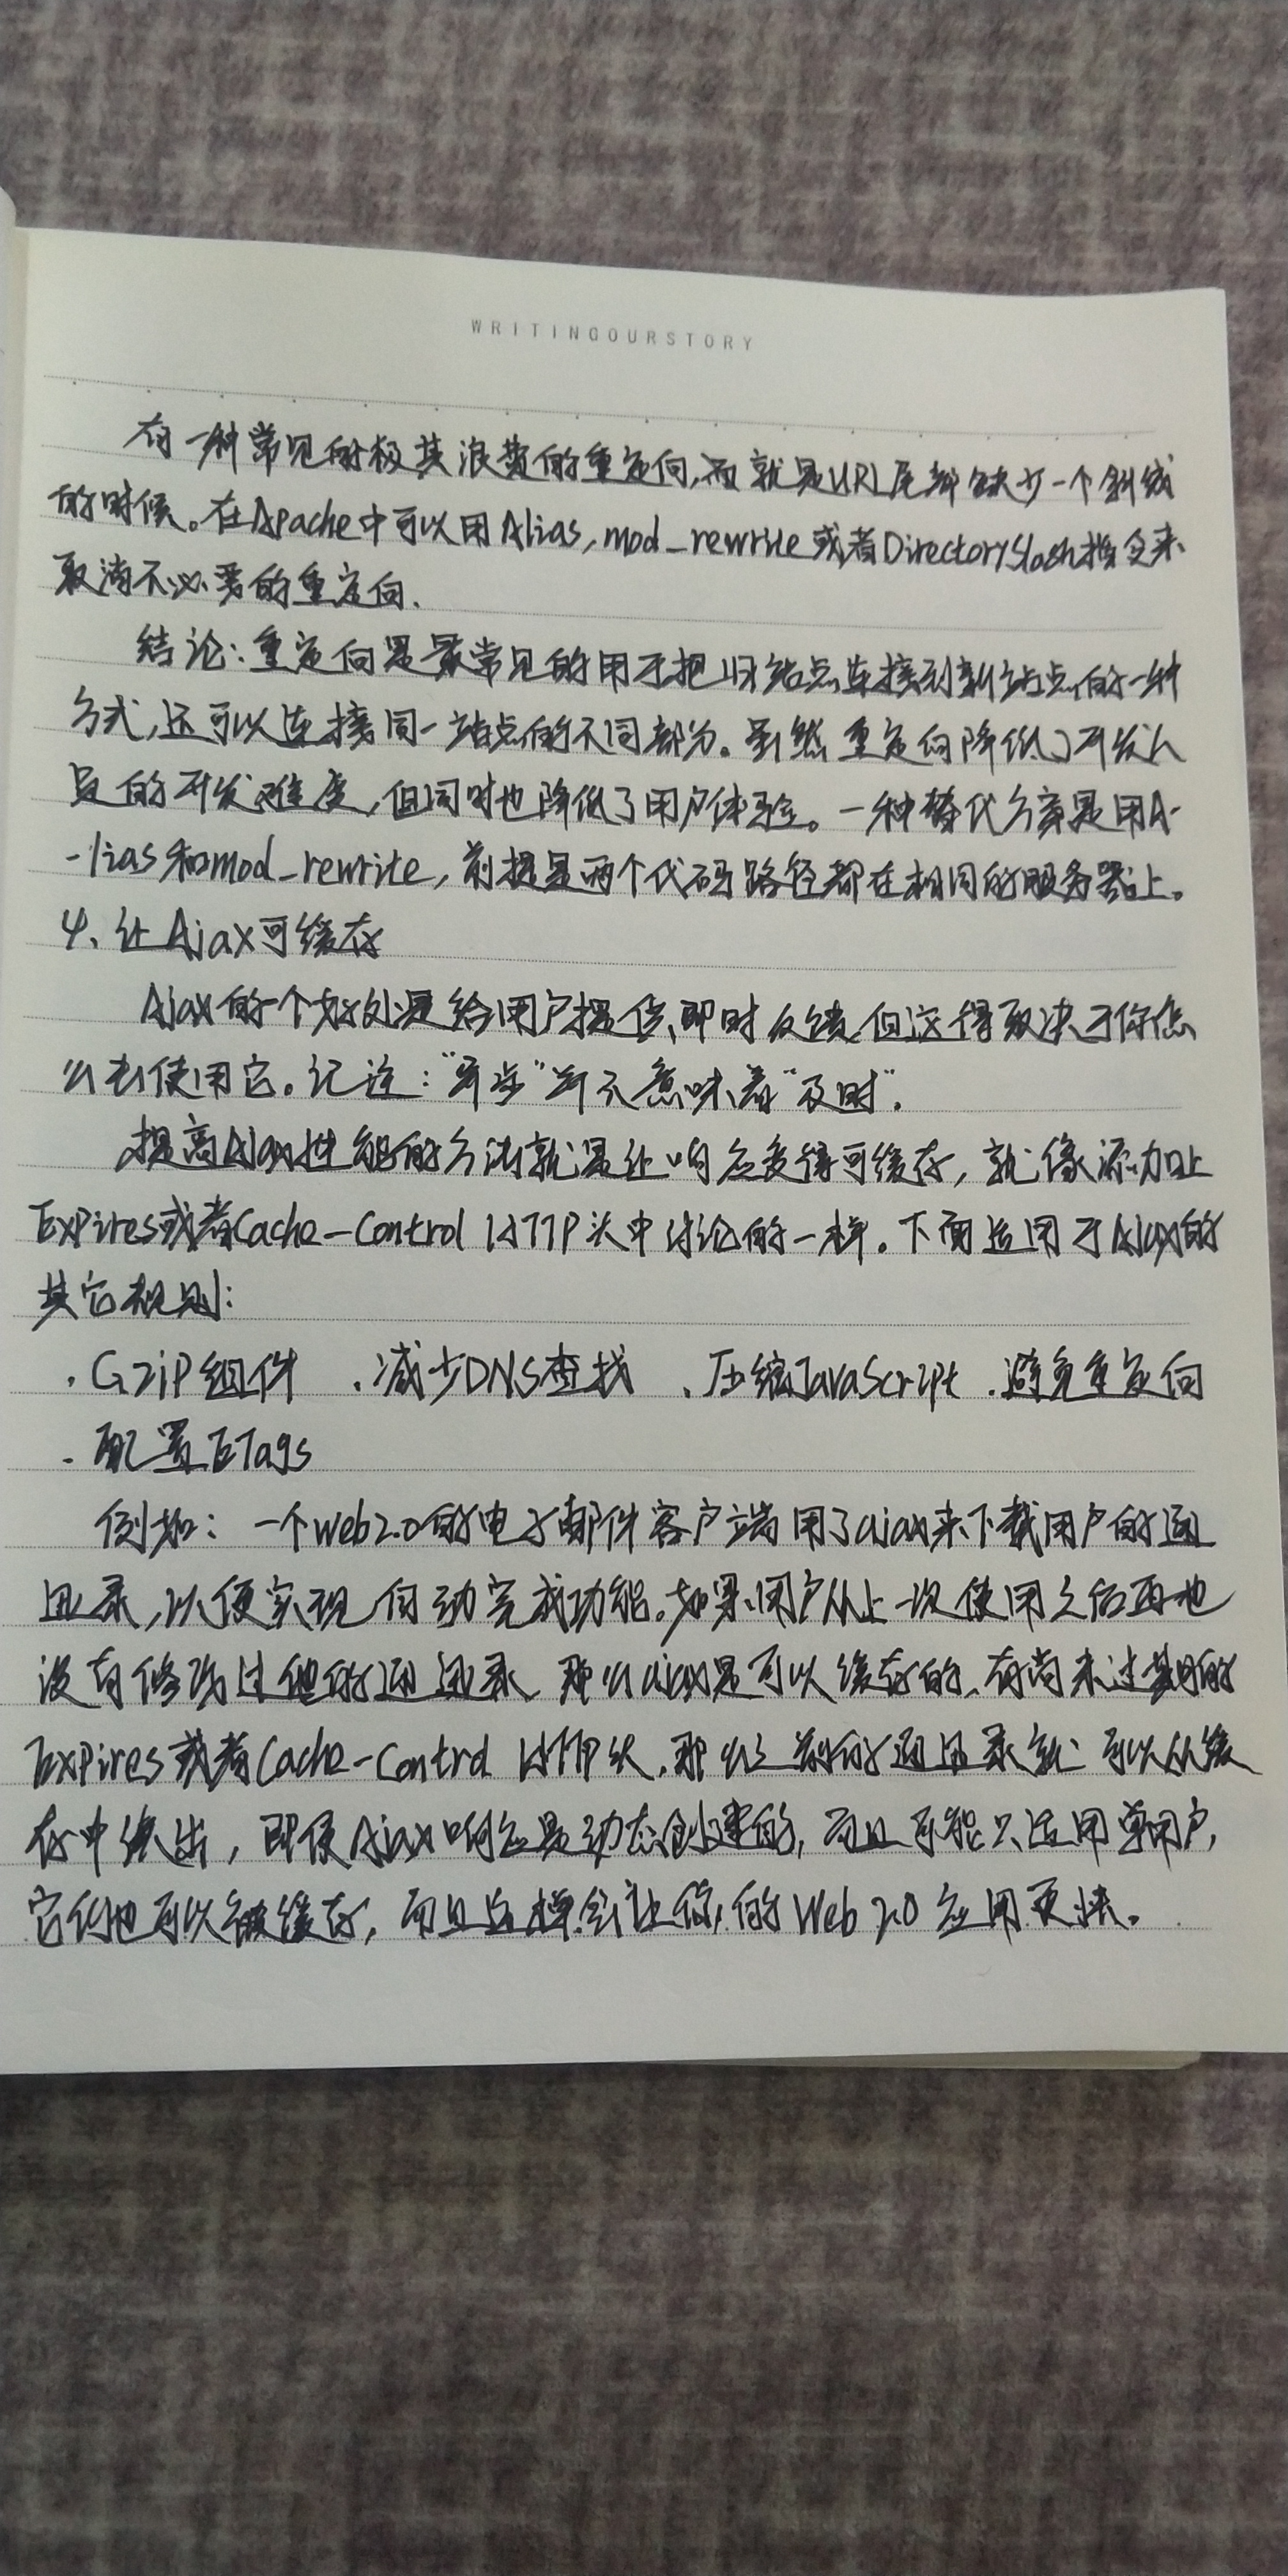 WRITINGOURSTORY
有一种常见的极其浪费的重定向,而就是URL尾部缺少一个斜线
的时候。在Apache中可以用Alias,mod_rewrite或者DirectorySlash指令来
取消不必要的重定向.
结论:重定向是最常见的用于把旧站点连接到新站点的一种
方式,还可以连接同一站点的不同部分。虽然重定向降低了开发人
员的开发难度,但同时也降低了用户体验。一种替代方案是用A-
-lias和mod_rewrite,前提是两个代码路径都在相同的服务器上。
4、让Ajax可缓存
Ajax的一个好处是给用户提供即时反馈,但这得取决于你怎
么去使用它。记注:“异步”并不意味着“及时”.
提高Ajax性能的方法就是让响应变得可缓存,就像添加上
Expires或者Cache-Control HTTP头中讨论的一样.下面适用于Ajax的
其它规则:
.Gzip组件 .减少DNS查找 .压缩JavaScript .避免重定向
.配置ETags
例如:一个web2.0的电子邮件客户端用了ajax来下载用户的通
迅录,以便实现自动完成功能。如果用户从上一次使用之后再也
没有修改过他的通迅录,那么ajax是可以缓存的.有尚未过期的
Expires或者Cache-Control HTTP头,那么之前的通迅录就可以从缓
存中读出,即使Ajax响应是动态创建的,而且可能只适用单用户,
它们也可以被缓存,而且这样会让你的Web 2.0应用更快。